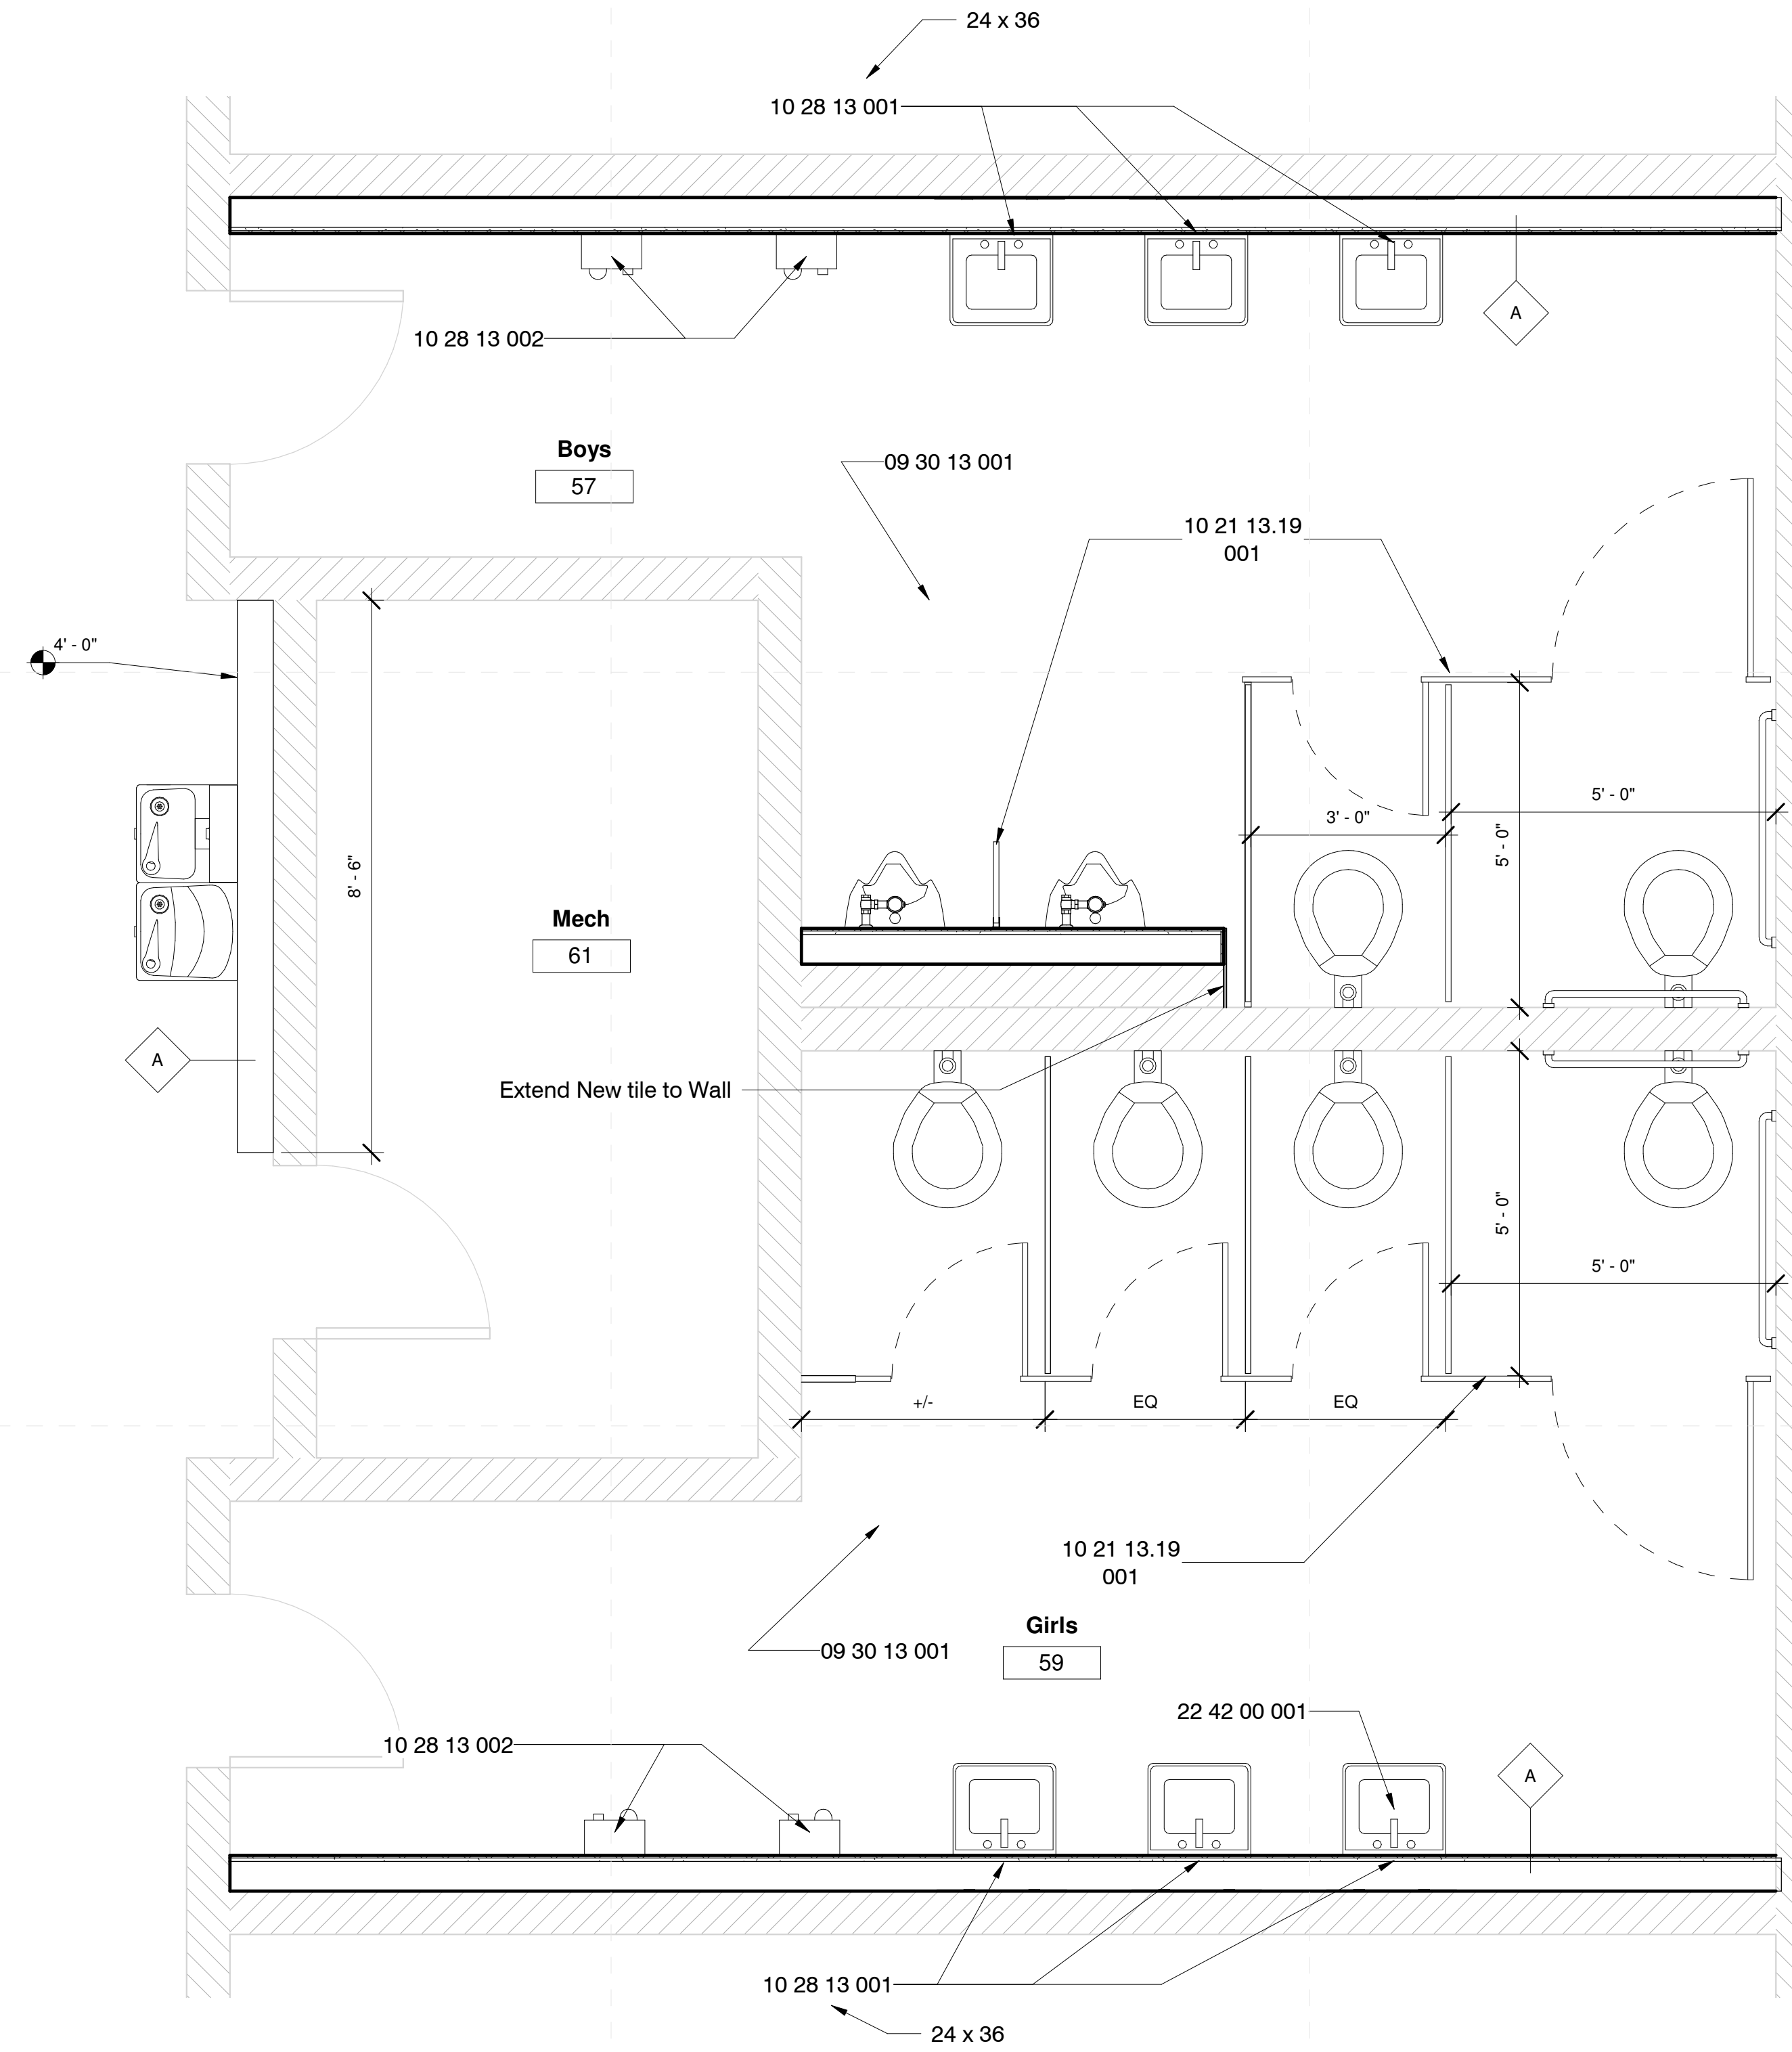 24 x 36
10 28 13 001
A
10 28 13 002
Boys
57
09 30 13 001
10 21 13.19
001
4' - 0"
5' - 0"
3' - 0"
5' - 0"
8' - 6"
Mech
61
A
Extend New tile to Wall
5' - 0"
5' - 0"
+/-
EQ
EQ
10 21 13.19
001
Girls
59
09 30 13 001
22 42 00 001
10 28 13 002
A
10 28 13 001
24 x 36